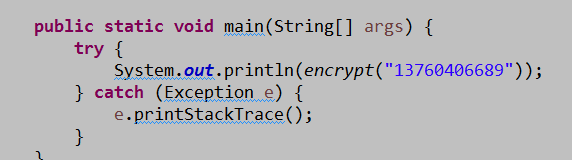 public static void main(String[] args) {
try {
System.out.println(encrypt("13760406689"));
} catch (Exception e) {
e.printStackTrace();
}
}